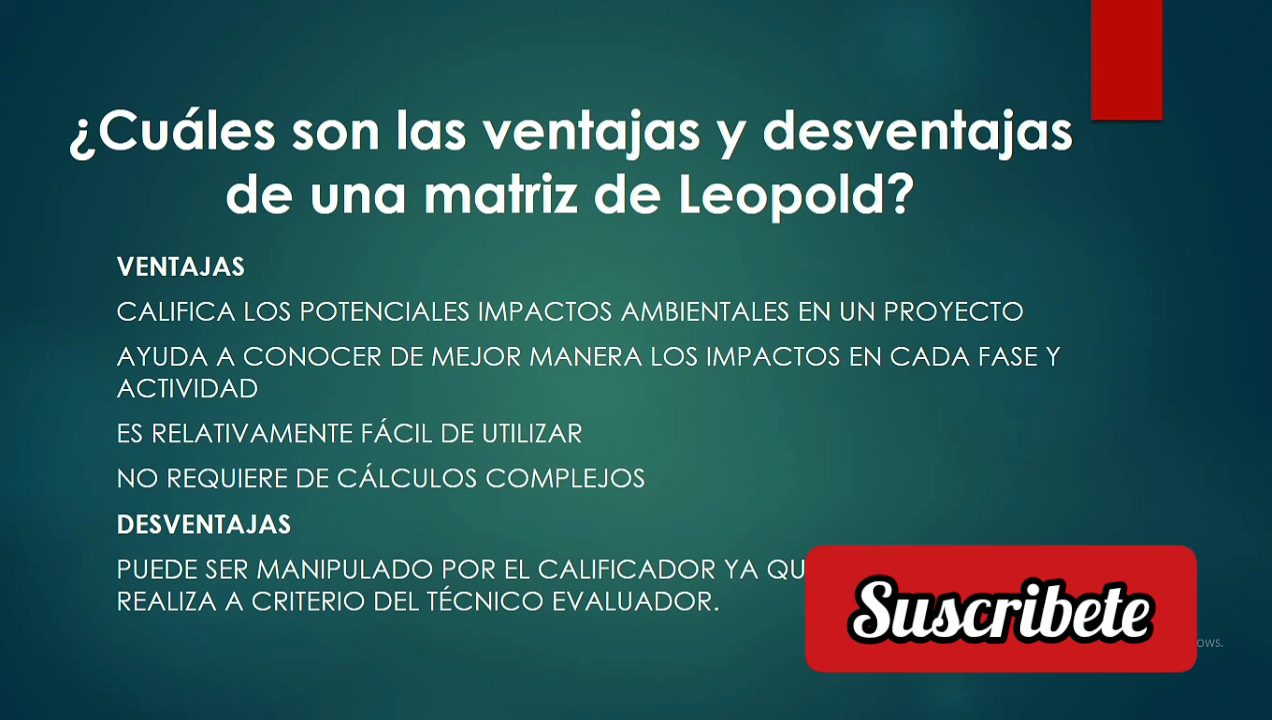 ¿Cuáles son las ventajas y desventajas
de una matriz de Leopold?
VENTAJAS
CALIFICA LOS POTENCIALES IMPACTOS AMBIENTALES EN UN PROYECTO
AYUDA A CONOCER DE MEJOR MANERA LOS IMPACTOS EN CADA FASE Y
ACTIVIDAD
ES RELATIVAMENTE FÁCIL DE UTILIZAR
NO REQUIERE DE CÁLCULOS COMPLEJOS
DESVENTAJAS
PUEDE SER MANIPULADO POR EL CALIFICADOR YA
REALIZA A CRITERIO DEL TÉCNICO EVALUADOR.
Suscribete